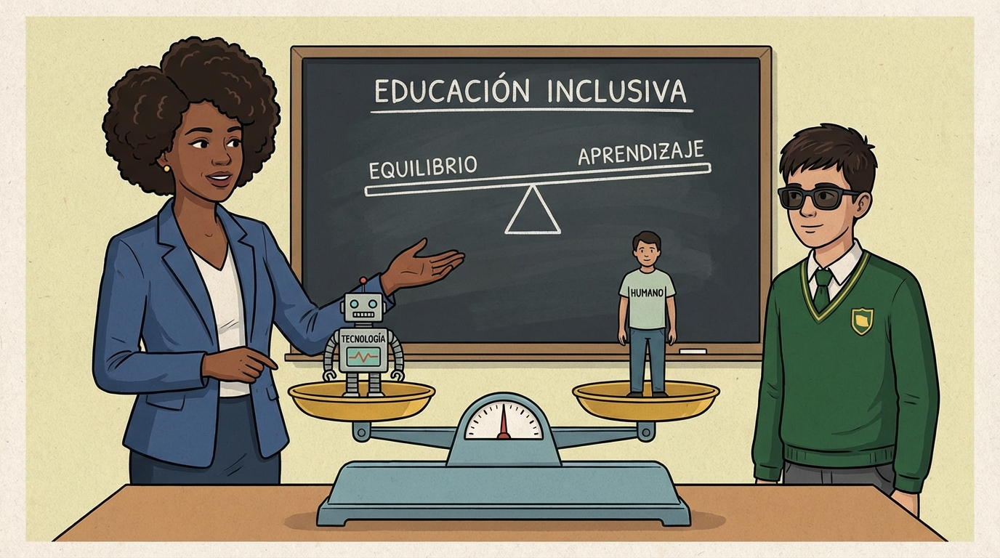 EDUCACIÓN INCLUSIVA
EQUILIBRIO
APRENDIZAJE
HUMANO
TECNOLOGÍA